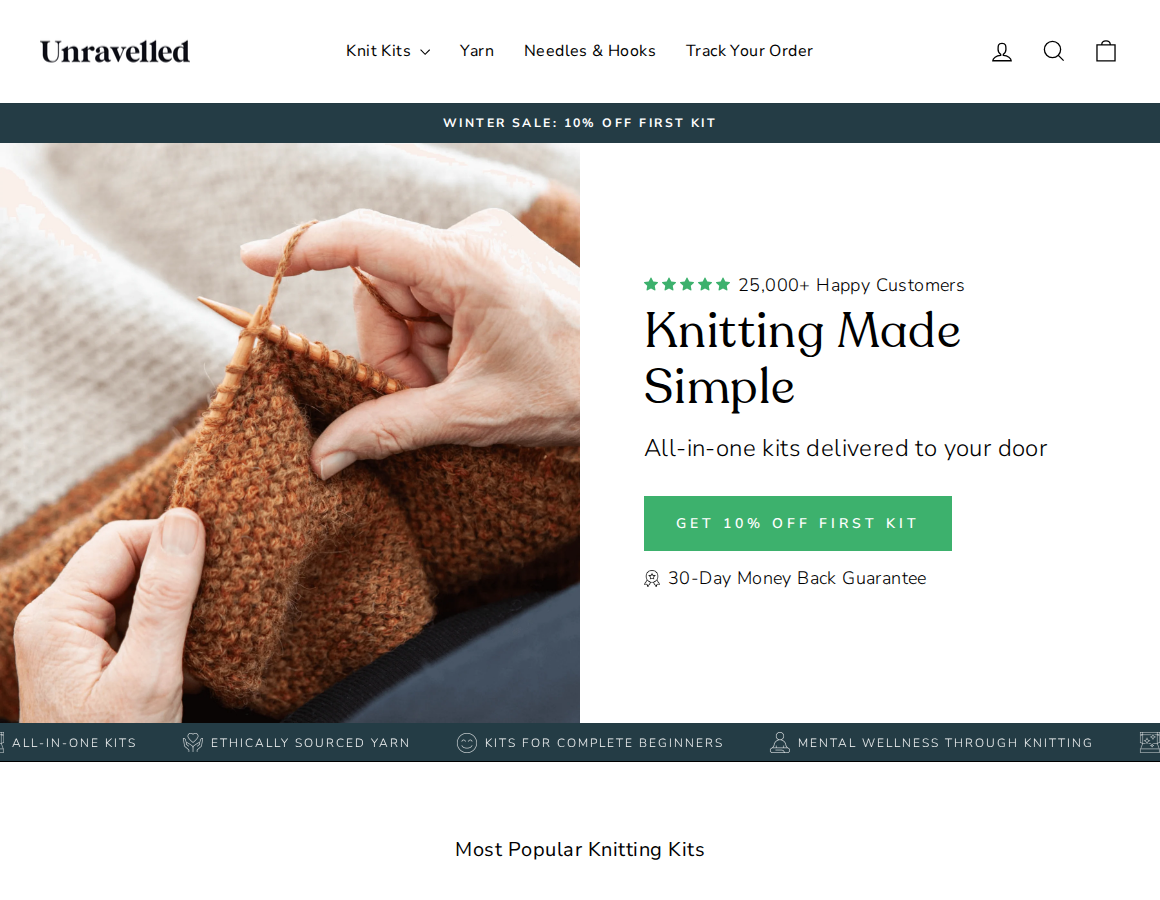 Unravelled
Knit Kits
Yarn
Needles & Hooks
Track Your Order
WINTER SALE: 10% OFF FIRST KIT
25,000+ Happy Customers
Knitting Made
Simple
All-in-one kits delivered to your door
GET 10% OFF FIRST KIT
30-Day Money Back Guarantee
ALL-IN-ONE KITS
ETHICALLY SOURCED YARN
KITS FOR COMPLETE BEGINNERS
MENTAL WELLNESS THROUGH KNITTING
Most Popular Knitting Kits